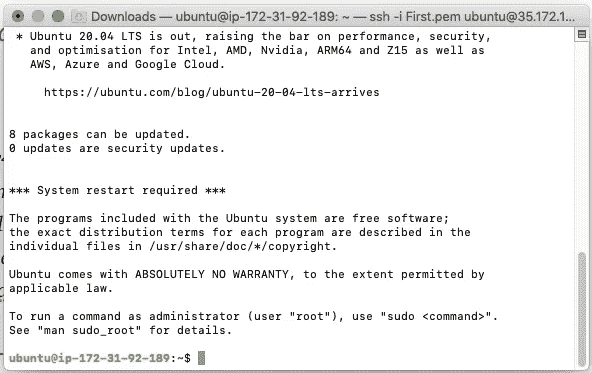 Downloads — ubuntu@ip-172-31-92-189: ~ — ssh -i First.pem ubuntu@35.172.1...
* Ubuntu 20.04 LTS is out, raising the bar on performance, security,
and optimisation for Intel, AMD, Nvidia, ARM64 and Z15 as well as
AWS, Azure and Google Cloud.
https://ubuntu.com/blog/ubuntu-20-04-lts-arrives
8 packages can be updated.
0 updates are security updates.
*** System restart required ***
The programs included with the Ubuntu system are free software;
the exact distribution terms for each program are described in the
individual files in /usr/share/doc/*/copyright.
Ubuntu comes with ABSOLUTELY NO WARRANTY, to the extent permitted by
applicable law.
To run a command as administrator (user "root"), use "sudo <command>".
See "man sudo_root" for details.
ubuntu@ip-172-31-92-189:~$